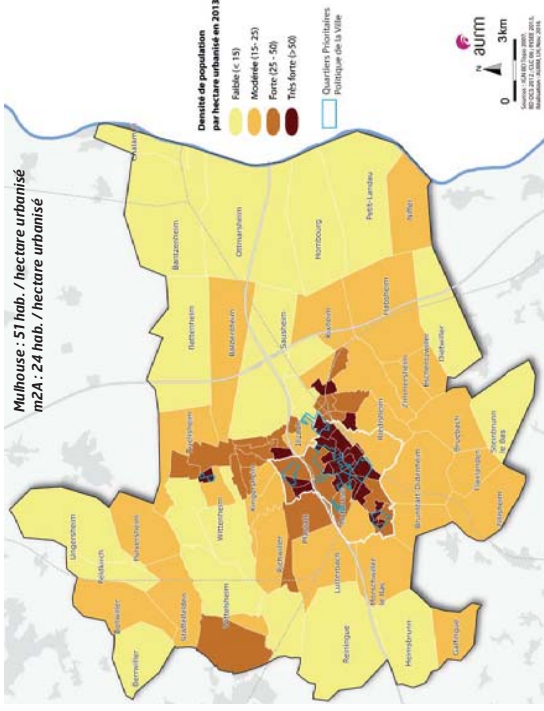 Mulhouse : 51 hab. / hectare urbanisé
m2A : 24 hab. / hectare urbanisé
Densité de population
par hectare urbanisé en 2013
Faible (< 15)
Modérée (15- 25)
Forte (25 - 50)
Très forte (>50)
Quartiers Prioritaires
Politique de la Ville
N
aurm
3km
0
Ungersheim
Feldkirch
Bollwiller
Pulversheim
Berrwiller
Staffelfelden
Wittelsheim
Wittenheim
Ruelisheim
Kingersheim
Richwiller
Pfastatt
Illzach
Lutterbach
Morschwiller
le Bas
Reiningue
Heimsbrunn
Galfingue
Battenheim
Baldersheim
Sausheim
Bantzenheim
Chalampé
Ottmarsheim
Hombourg
Petit-Landau
Niffer
Rixheim
Habsheim
Riedisheim
Zimmersheim
Eschentzwiller
Dietwiller
Brunstatt-Didenheim
Bruebach
Flaxlanden
Zillisheim
Steinbrunn
le Bas